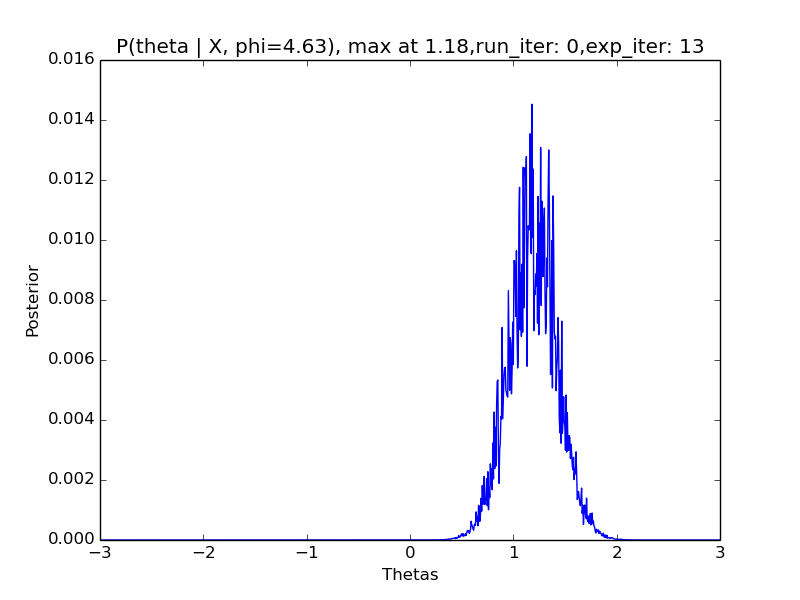 P(theta | X, phi=4.63), max at 1.18,run_iter: 0,exp_iter: 13
0.016
0.014
0.012
0.010
0.008
0.006
0.004
0.002
0.000
Posterior
−3 −2 −1 0 1 2 3
Thetas